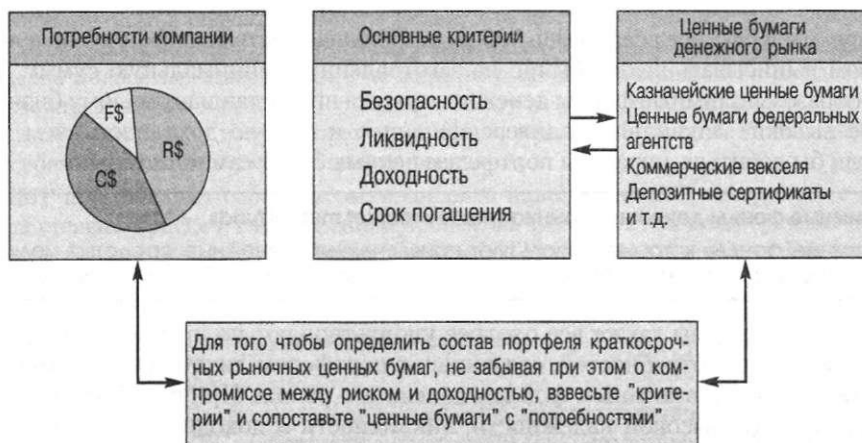 Потребности компании
F$
R$
C$
Основные критерии
Безопасность
Ликвидность
Доходность
Срок погашения
Ценные бумаги
денежного рынка
Казначейские ценные бумаги
Ценные бумаги федеральных
агентств
Коммерческие векселя
Депозитные сертификаты
и т.д.
Для того чтобы определить состав портфеля краткосроч-
ных рыночных ценных бумаг, не забывая при этом о ком-
промиссе между риском и доходностью, взвесьте "крите-
рии" и сопоставьте "ценные бумаги" с "потребностями"